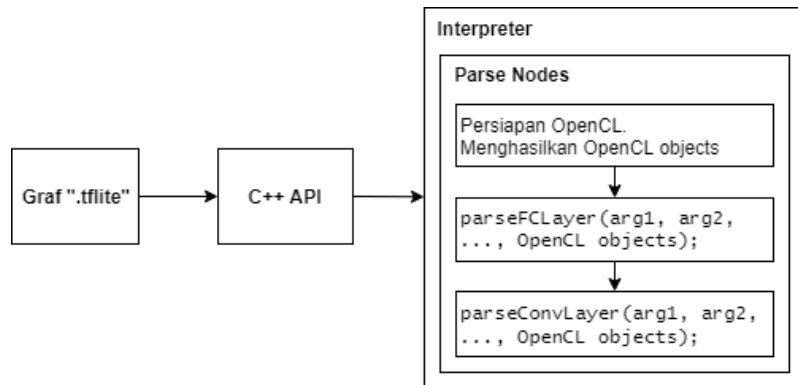 Interpreter
Parse Nodes
Persiapan OpenCL.
Menghasilkan OpenCL objects
Graf ".tflite"
C++ API
parseFCLayer(arg1, arg2,
..., OpenCL objects);
parseConvLayer(arg1, arg2,
..., OpenCL objects);